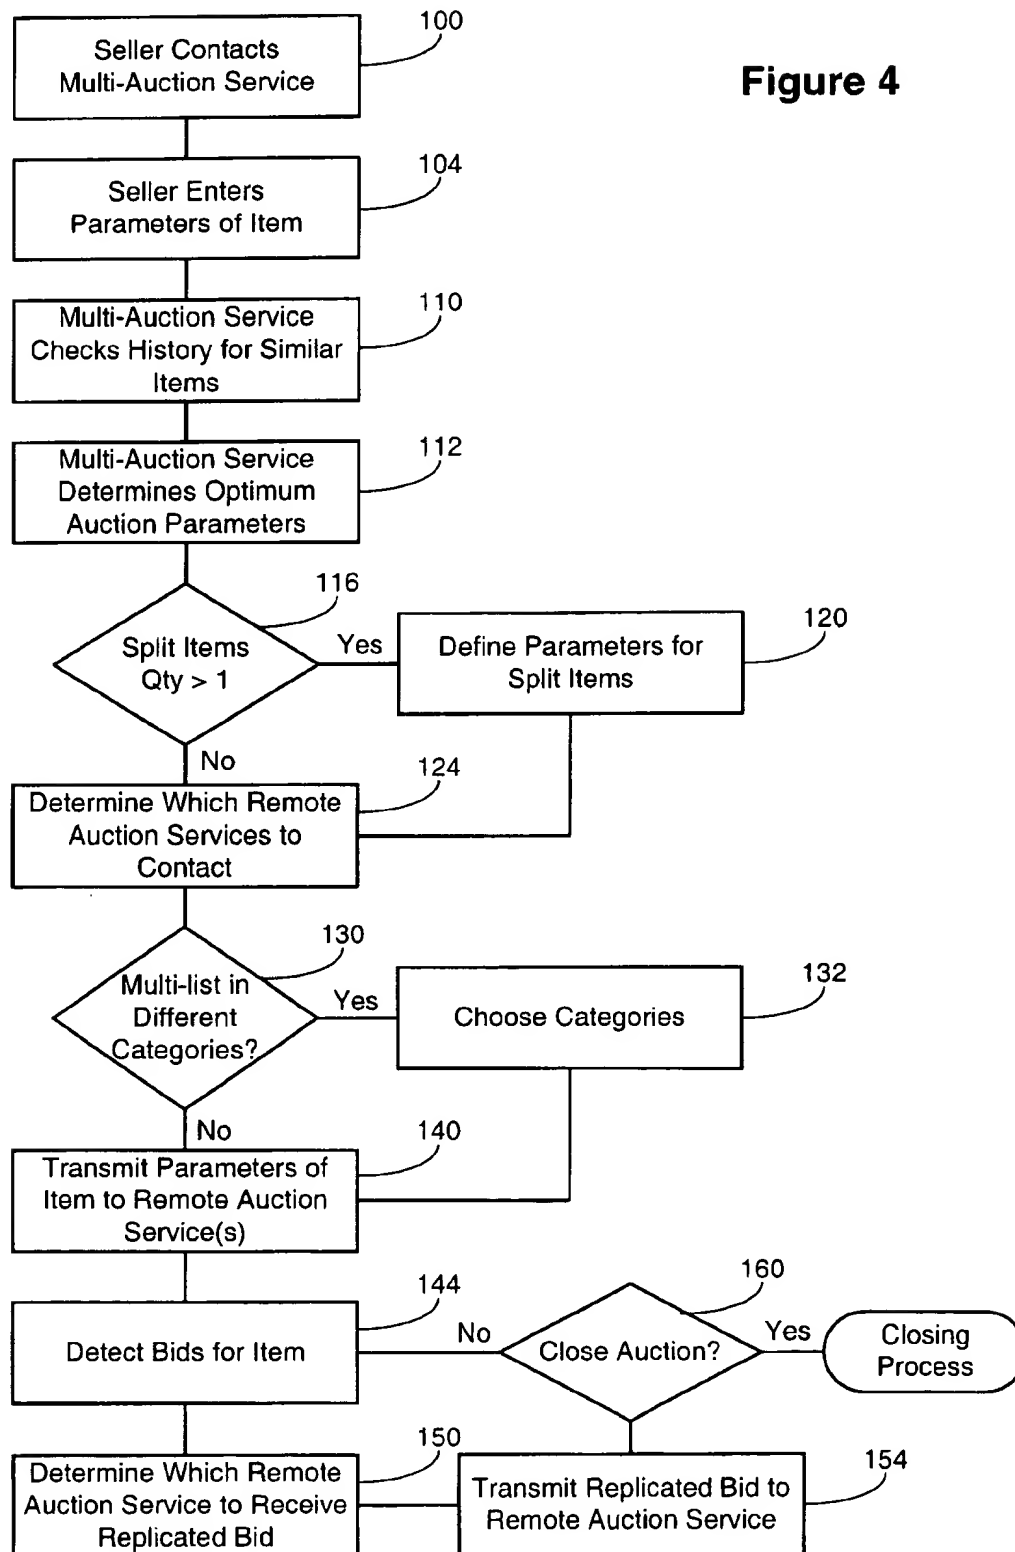 Figure 4
100
Seller Contacts
Multi-Auction Service
104
Seller Enters
Parameters of Item
110
Multi-Auction Service
Checks History for Similar
Items
112
Multi-Auction Service
Determines Optimum
Auction Parameters
116
Split Items
Qty > 1
Yes
120
Define Parameters for
Split Items
No
124
Determine Which Remote
Auction Services to
Contact
130
Multi-list in
Different
Categories?
Yes
132
Choose Categories
No
140
Transmit Parameters of
Item to Remote Auction
Service(s)
144
Detect Bids for Item
No
160
Close Auction?
Yes
Closing
Process
150
Determine Which Remote
Auction Service to Receive
Replicated Bid
154
Transmit Replicated Bid to
Remote Auction Service